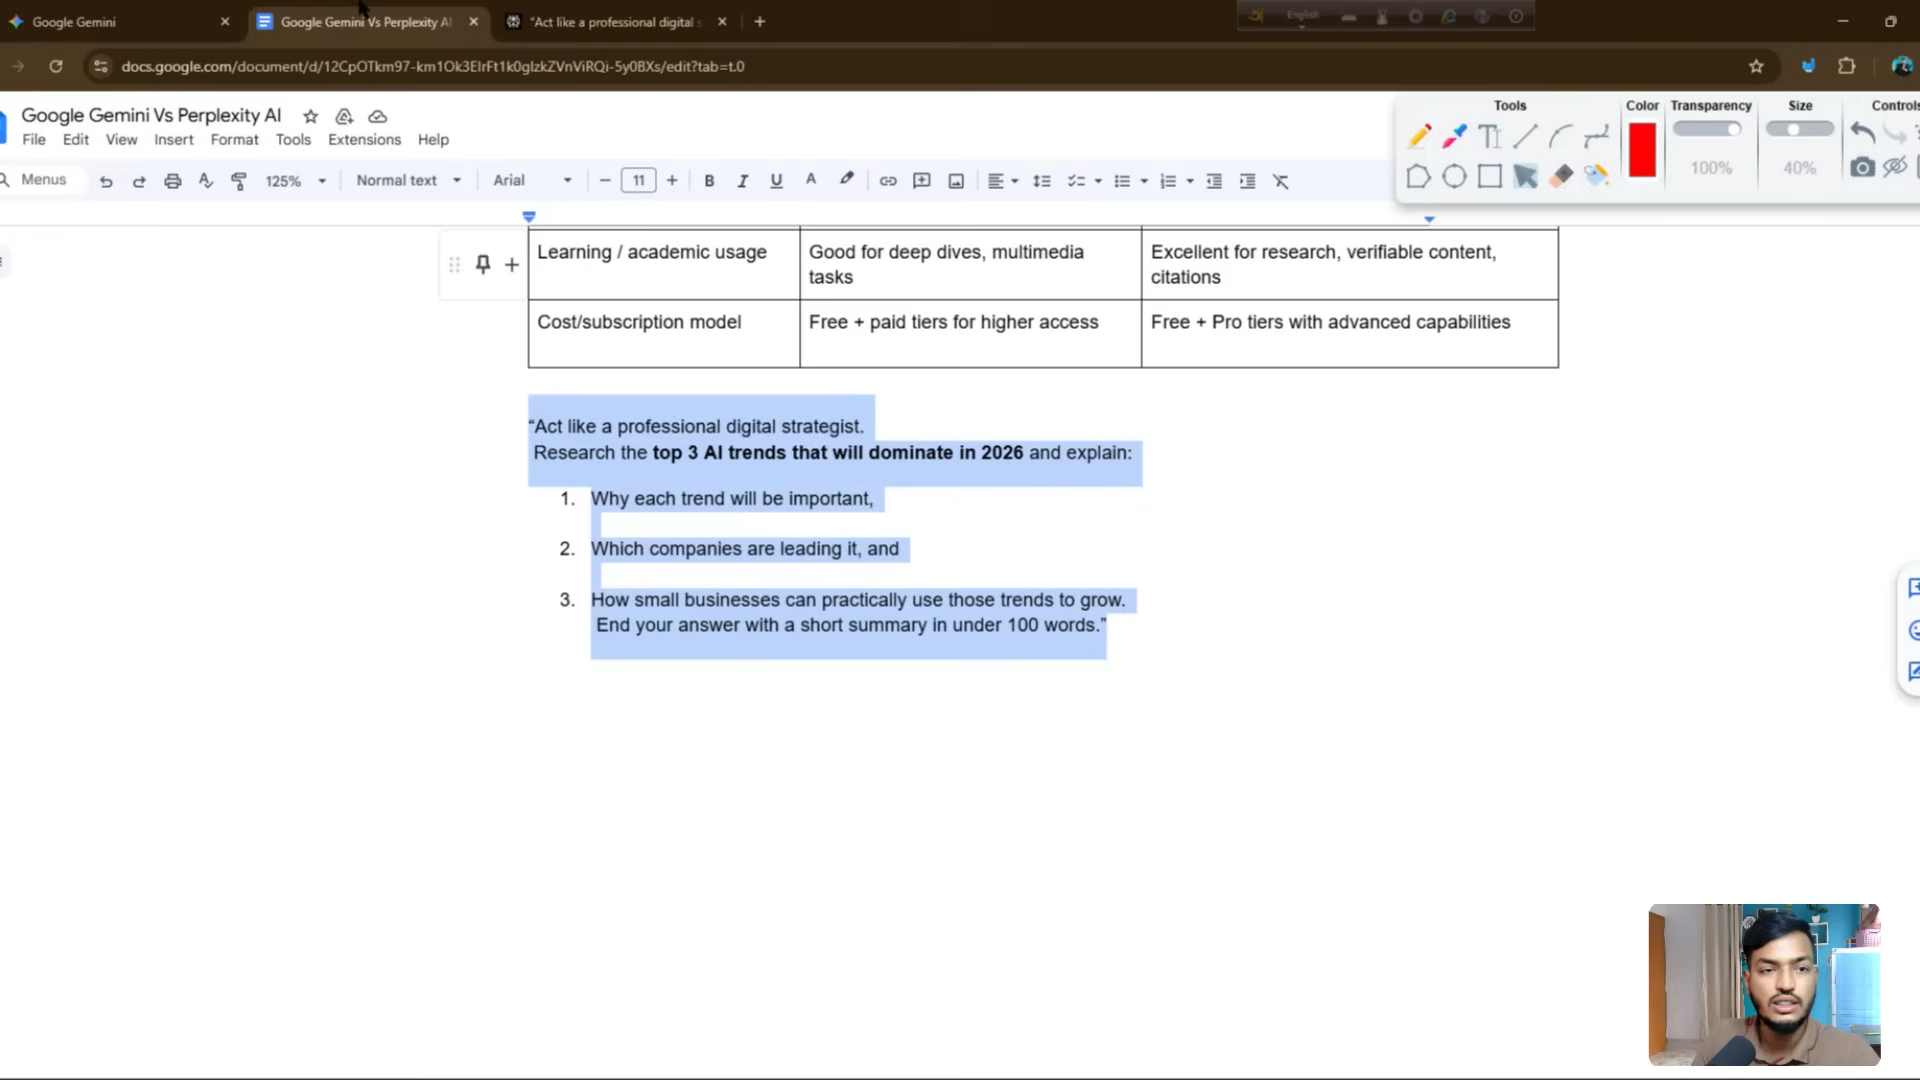 Google Gemini
Google Gemini Vs Perplexity AI
"Act like a professional digital s
English
docs.google.com/document/d/12CpOTkm97-km1Ok3ElrFt1k0glzkZVnViRQi-5y0BXs/edit?tab=t.0
Google Gemini Vs Perplexity AI
File Edit View Insert Format Tools Extensions Help
Menus 125% Normal text Arial 11
Tools Color Transparency Size Controls
100% 40%
Learning / academic usage
Good for deep dives, multimedia
tasks
Excellent for research, verifiable content,
citations
Cost/subscription model
Free + paid tiers for higher access
Free + Pro tiers with advanced capabilities
“Act like a professional digital strategist.
Research the top 3 AI trends that will dominate in 2026 and explain:
1. Why each trend will be important,
2. Which companies are leading it, and
3. How small businesses can practically use those trends to grow.
End your answer with a short summary in under 100 words.”